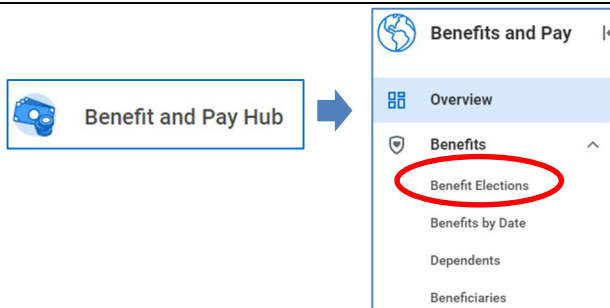 Benefit and Pay Hub
Benefits and Pay
Overview
Benefits
Benefit Elections
Benefits by Date
Dependents
Beneficiaries